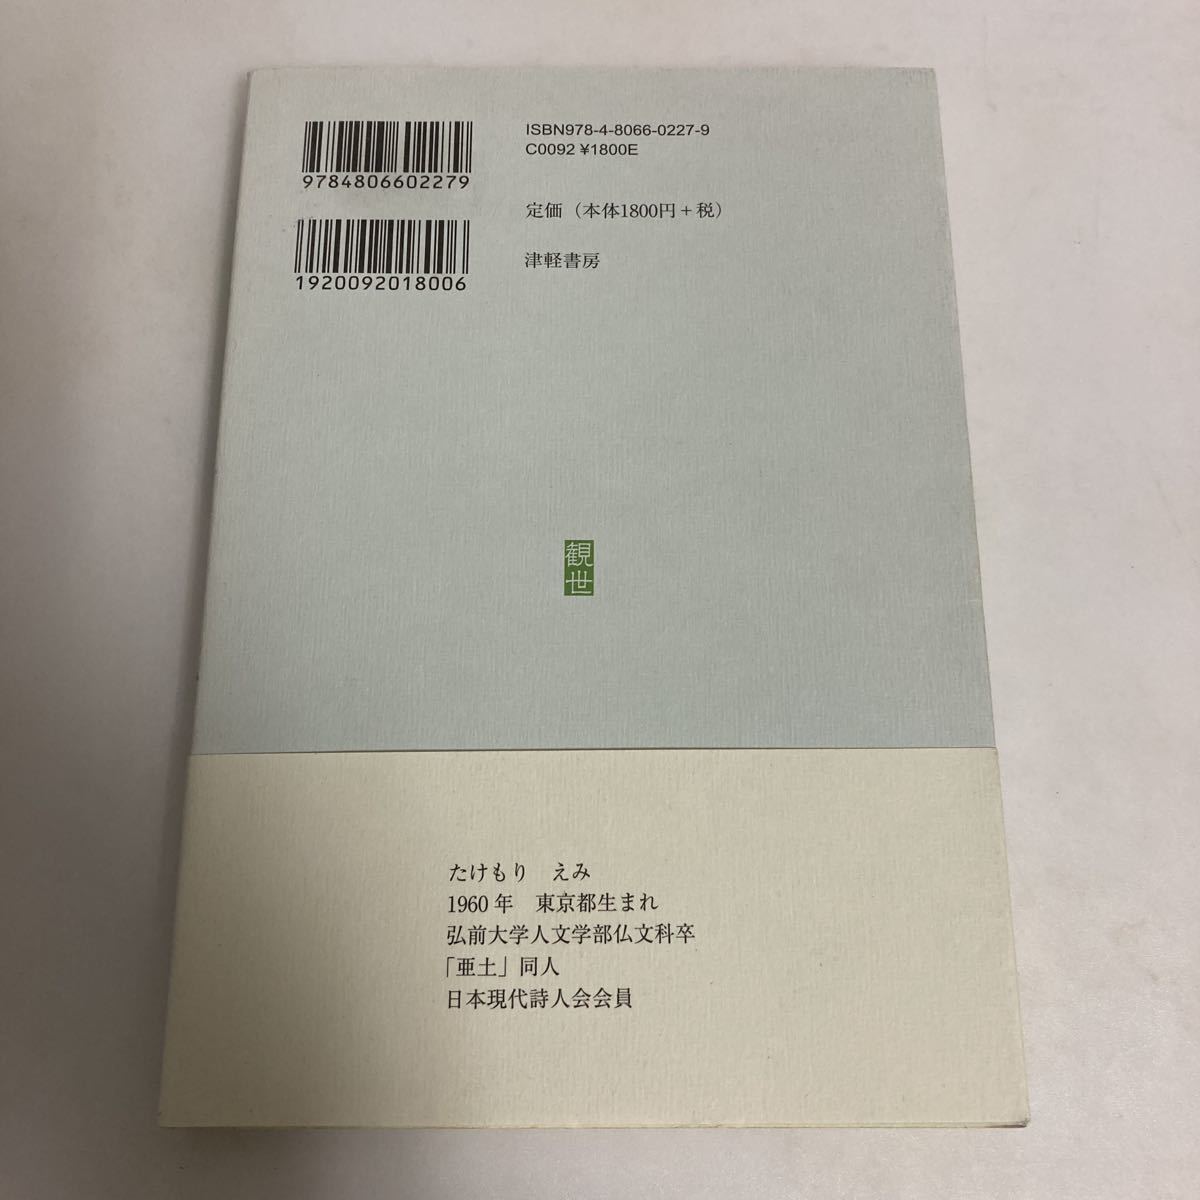 9784806602279
1920092018006
ISBN978-4-8066-0227-9
C0092 ¥1800E
定価（本体1800円＋税）
津軽書房
観世
たけもり　えみ
1960年　東京都生まれ
弘前大学人文学部仏文科卒
「亜土」同人
日本現代詩人会会員